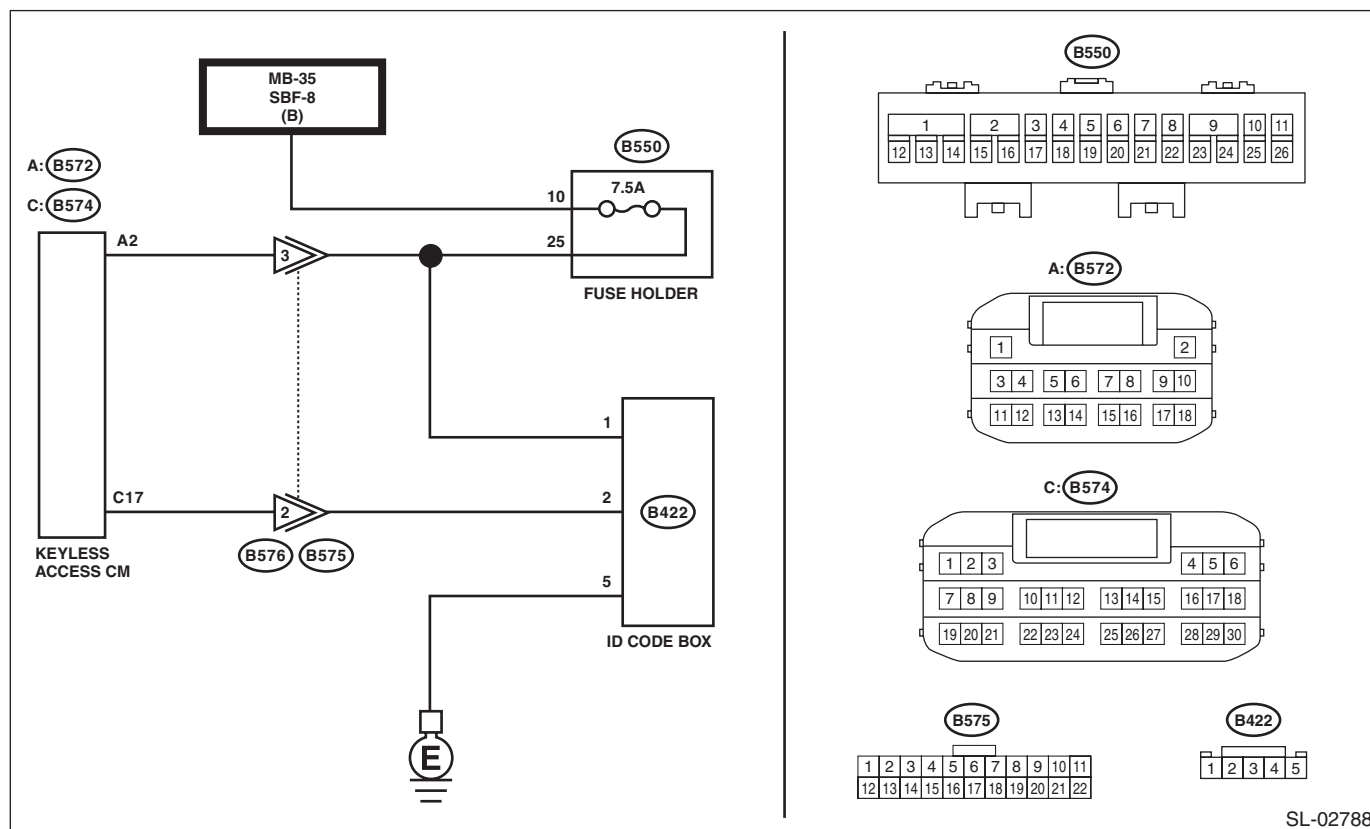 MB-35
SBF-8
(B)
B550
A: B572
C: B574
10
7.5A
25
A2
3
FUSE HOLDER
1
C17
2
2
B422
KEYLESS
ACCESS CM
B576 B575
5
ID CODE BOX
E
B550
1 2 3 4 5 6 7 8 9 10 11
12 13 14 15 16 17 18 19 20 21 22 23 24 25 26
A: B572
1 2
3 4 5 6 7 8 9 10
11 12 13 14 15 16 17 18
C: B574
1 2 3 4 5 6
7 8 9 10 11 12 13 14 15 16 17 18
19 20 21 22 23 24 25 26 27 28 29 30
B575
1 2 3 4 5 6 7 8 9 10 11
12 13 14 15 16 17 18 19 20 21 22
B422
1 2 3 4 5
SL-02788